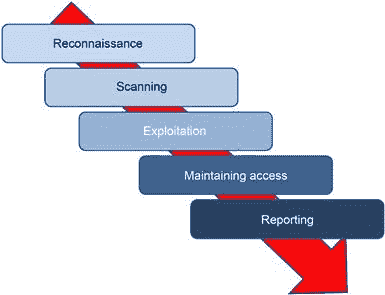 Reconnaissance
Scanning
Exploitation
Maintaining access
Reporting